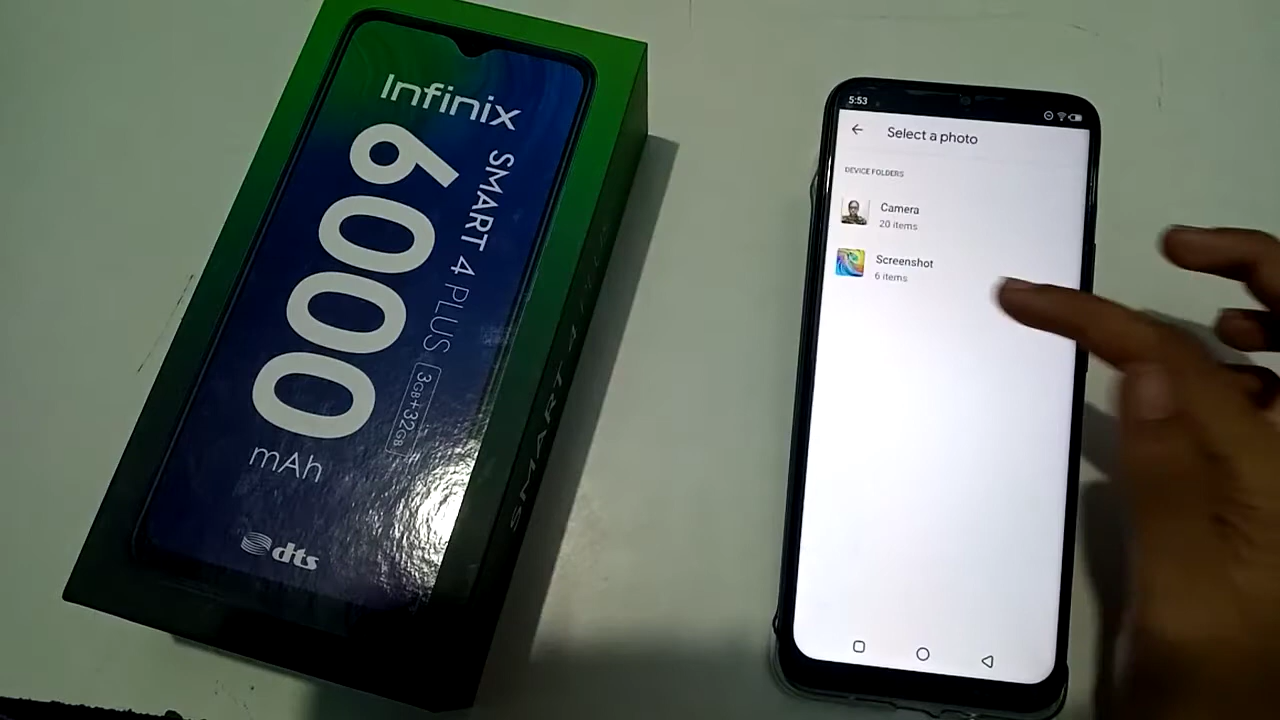 Infinix
SMART 4 PLUS
3GB+32GB
6000
mAh
dts
5:53
Select a photo
DEVICE FOLDERS
Camera
20 items
Screenshot
6 items